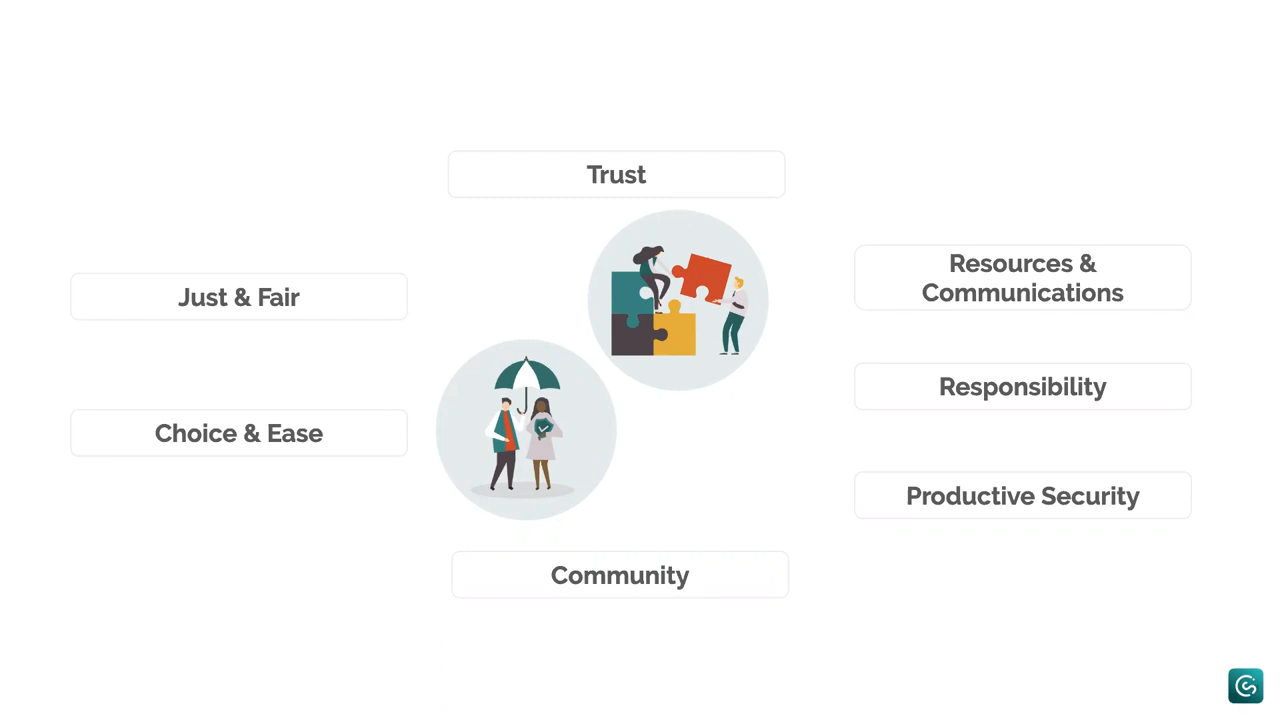 Trust
Just & Fair
Resources &
Communications
Responsibility
Choice & Ease
Productive Security
Community